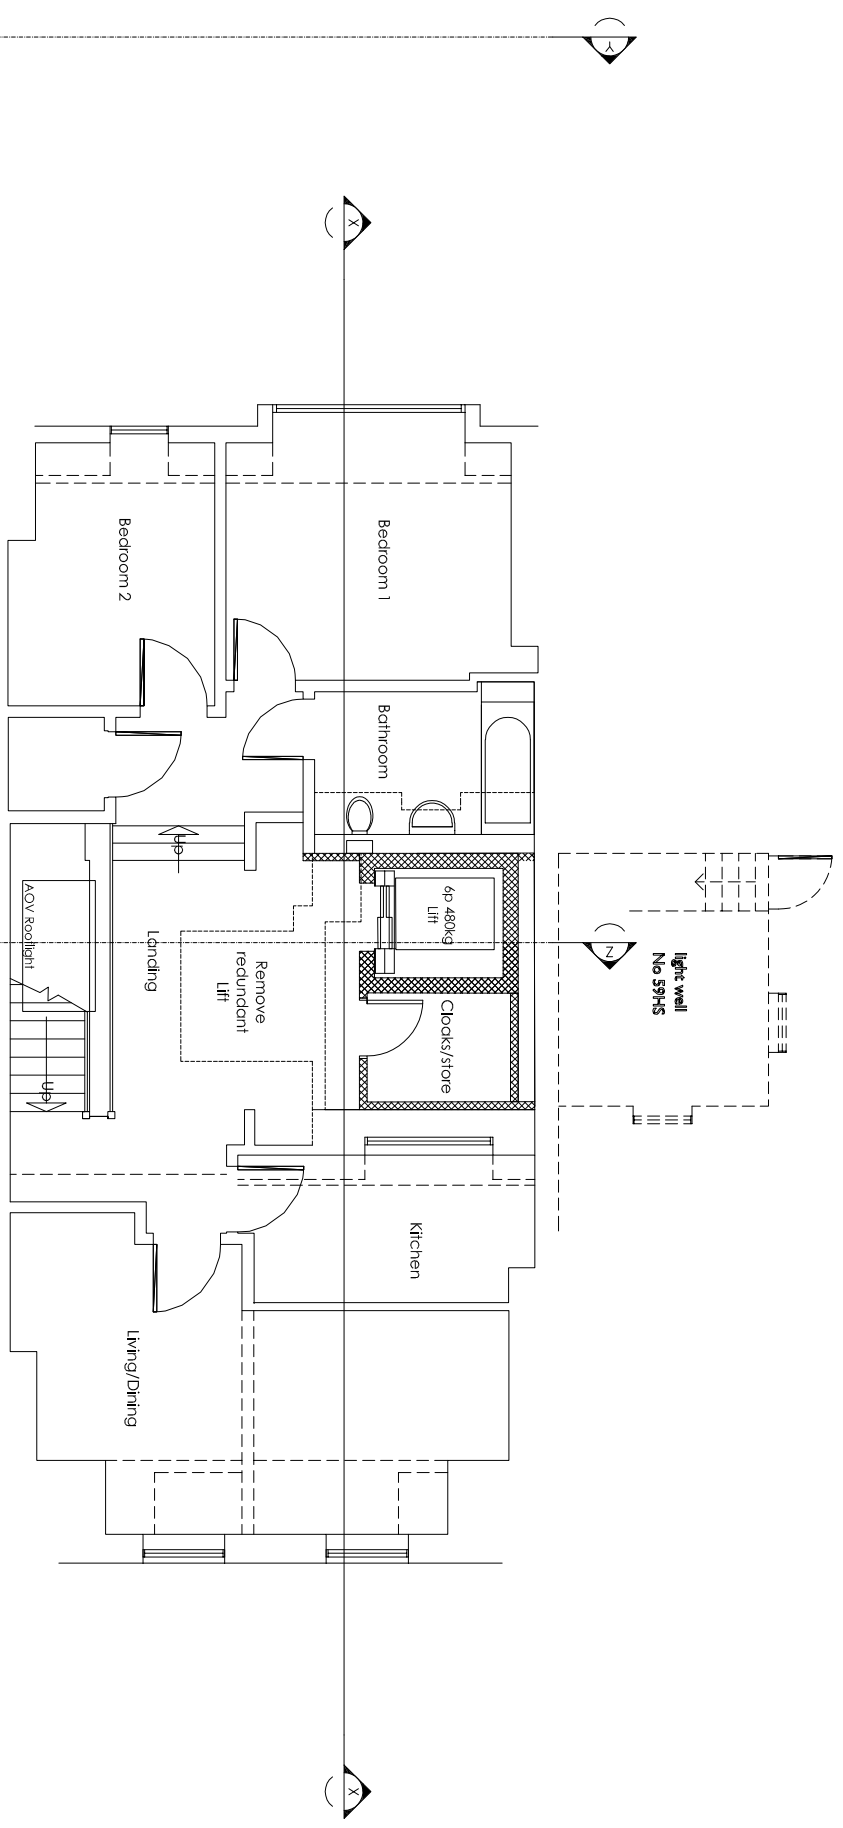 Y
X
Bedroom 2
Bedroom 1
Bathroom
Up
AOV Rooflight
Landing
Remove
redundant
Lift
6p 480kg
Lift
Z
light well
No 59HS
Cloaks/store
Up
Kitchen
Living/Dining
X